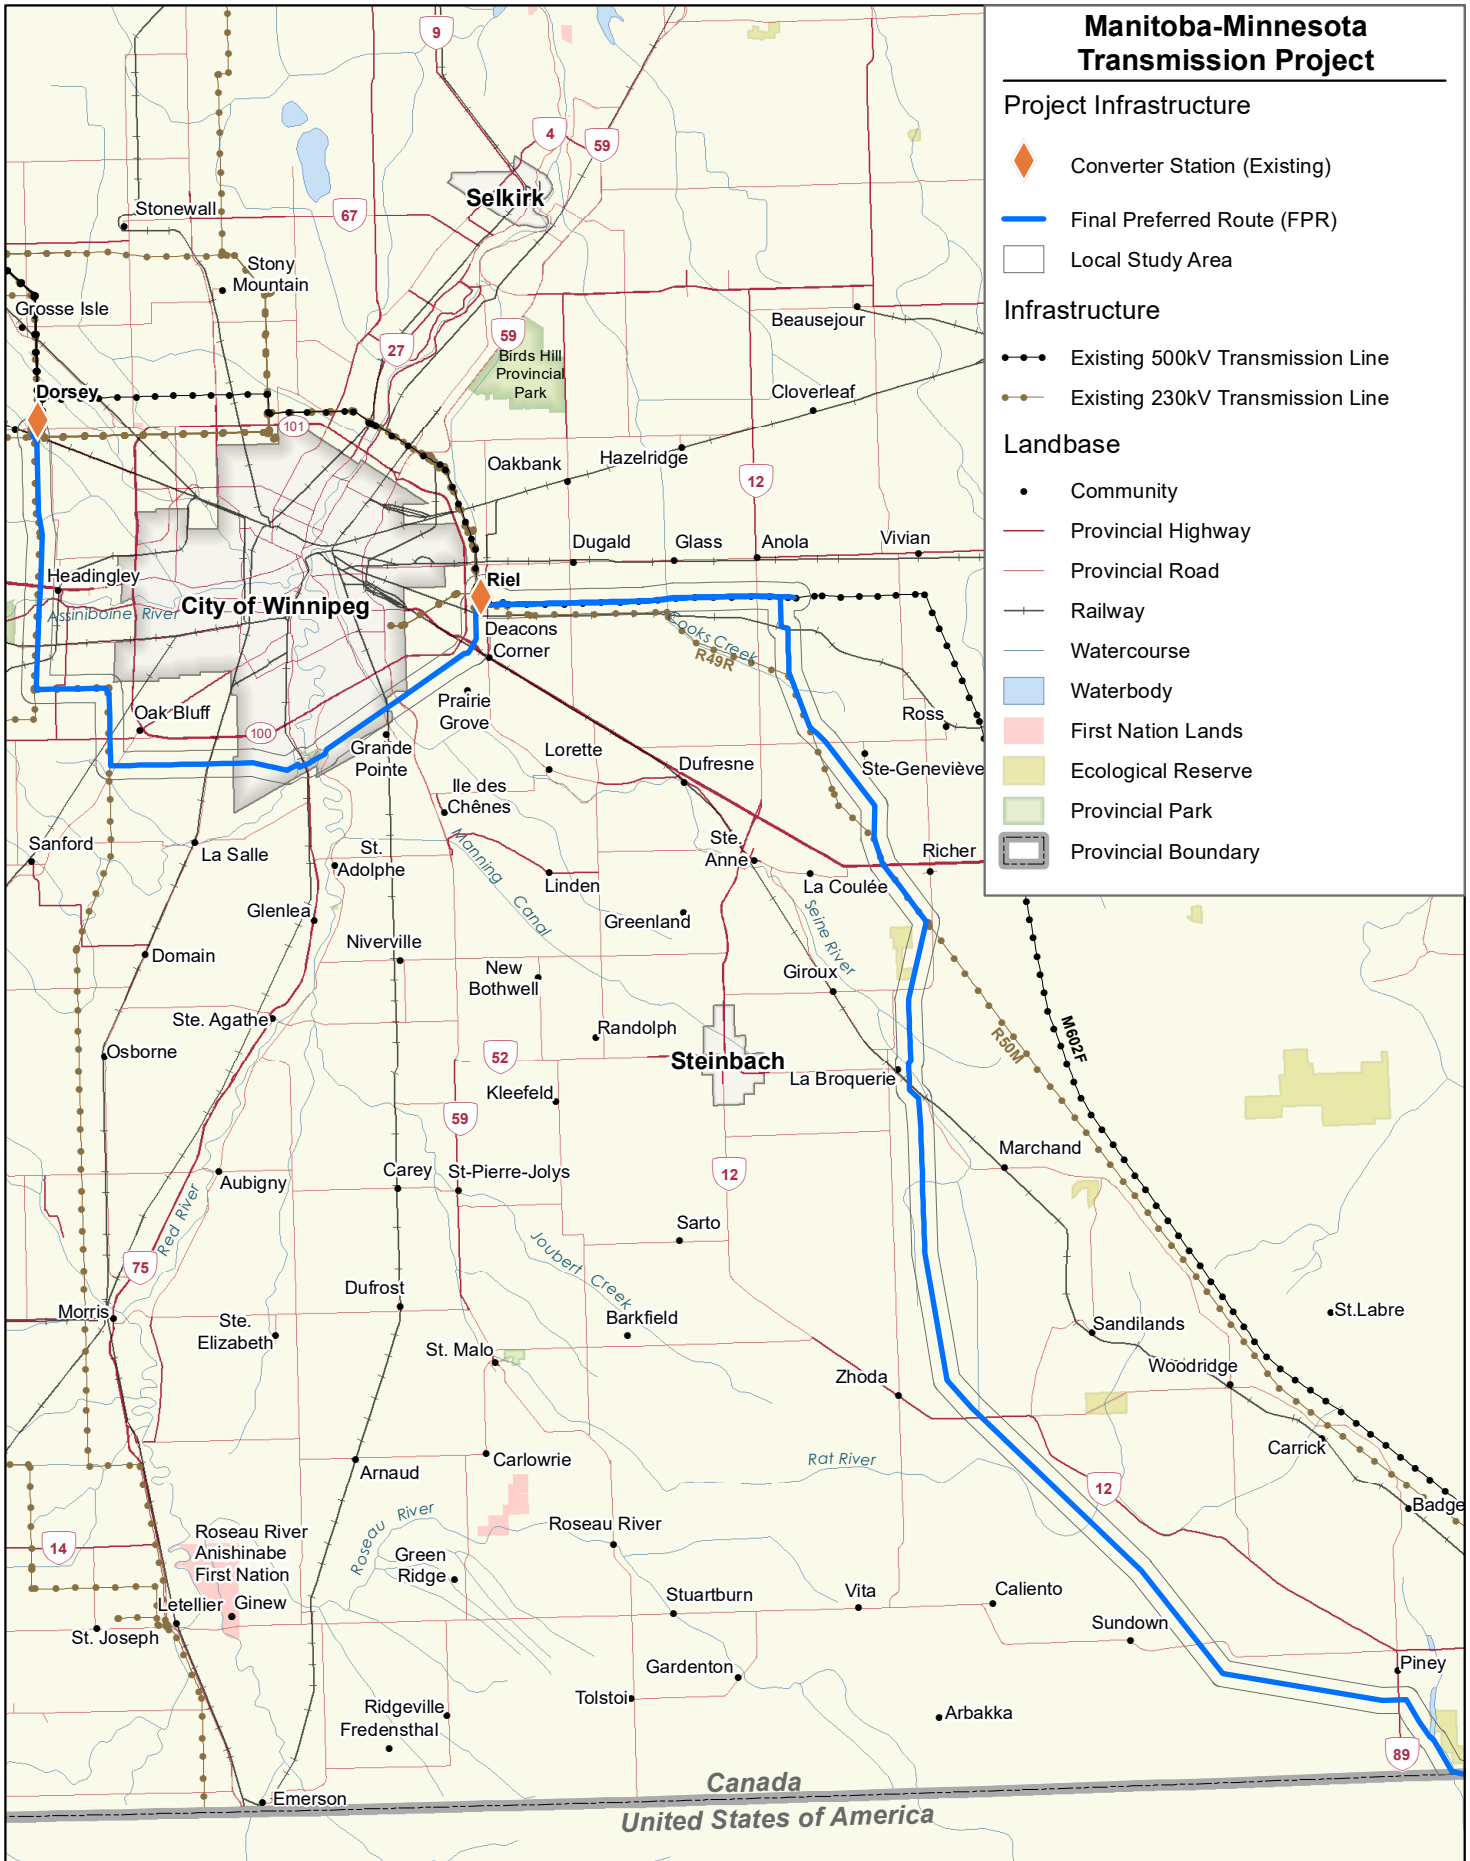 Manitoba-Minnesota
Transmission Project
Project Infrastructure
Converter Station (Existing)
Final Preferred Route (FPR)
Local Study Area
Infrastructure
Existing 500kV Transmission Line
Existing 230kV Transmission Line
Landbase
Community
Provincial Highway
Provincial Road
Railway
Watercourse
Waterbody
First Nation Lands
Ecological Reserve
Provincial Park
Provincial Boundary
9
4
59
Selkirk
Stonewall
67
Stony
Mountain
Grosse Isle
Beausejour
59
27
Birds Hill
Provincial
Park
Dorsey
Cloverleaf
101
Oakbank
Hazelridge
12
Dugald
Glass
Anola
Vivian
Headingley
Riel
Assiniboine River
City of Winnipeg
Deacons
Corner
Cooks Creek
R49R
Prairie
Grove
Oak Bluff
Ross
100
Grande
Pointe
Lorette
Dufresne
Ste-Geneviève
Ile des
Chênes
Sanford
La Salle
St.
Adolphe
Manning Canal
Ste.
Anne
Richer
Linden
La Coulée
Glenlea
Greenland
Seine River
Niverville
Domain
New
Bothwell
Giroux
Ste. Agathe
Randolph
M602F
R50M
Osborne
52
Steinbach
La Broquerie
Kleefeld
59
Marchand
Carey
St-Pierre-Jolys
12
Aubigny
Red River
Sarto
Joubert Creek
75
Dufrost
Morris
Ste.
Elizabeth
Barkfield
St.Labre
Sandilands
St. Malo
Woodridge
Zhoda
Carrick
Carlowrie
Rat River
Arnaud
12
Badge
Roseau River
Roseau River
Roseau River
Anishinabe
First Nation
14
Green
Ridge
Letellier
Ginew
Stuartburn
Vita
Caliento
Sundown
St. Joseph
Gardenton
Piney
Tolstoi
Ridgeville
Fredensthal
Arbakka
89
Emerson
Canada
United States of America